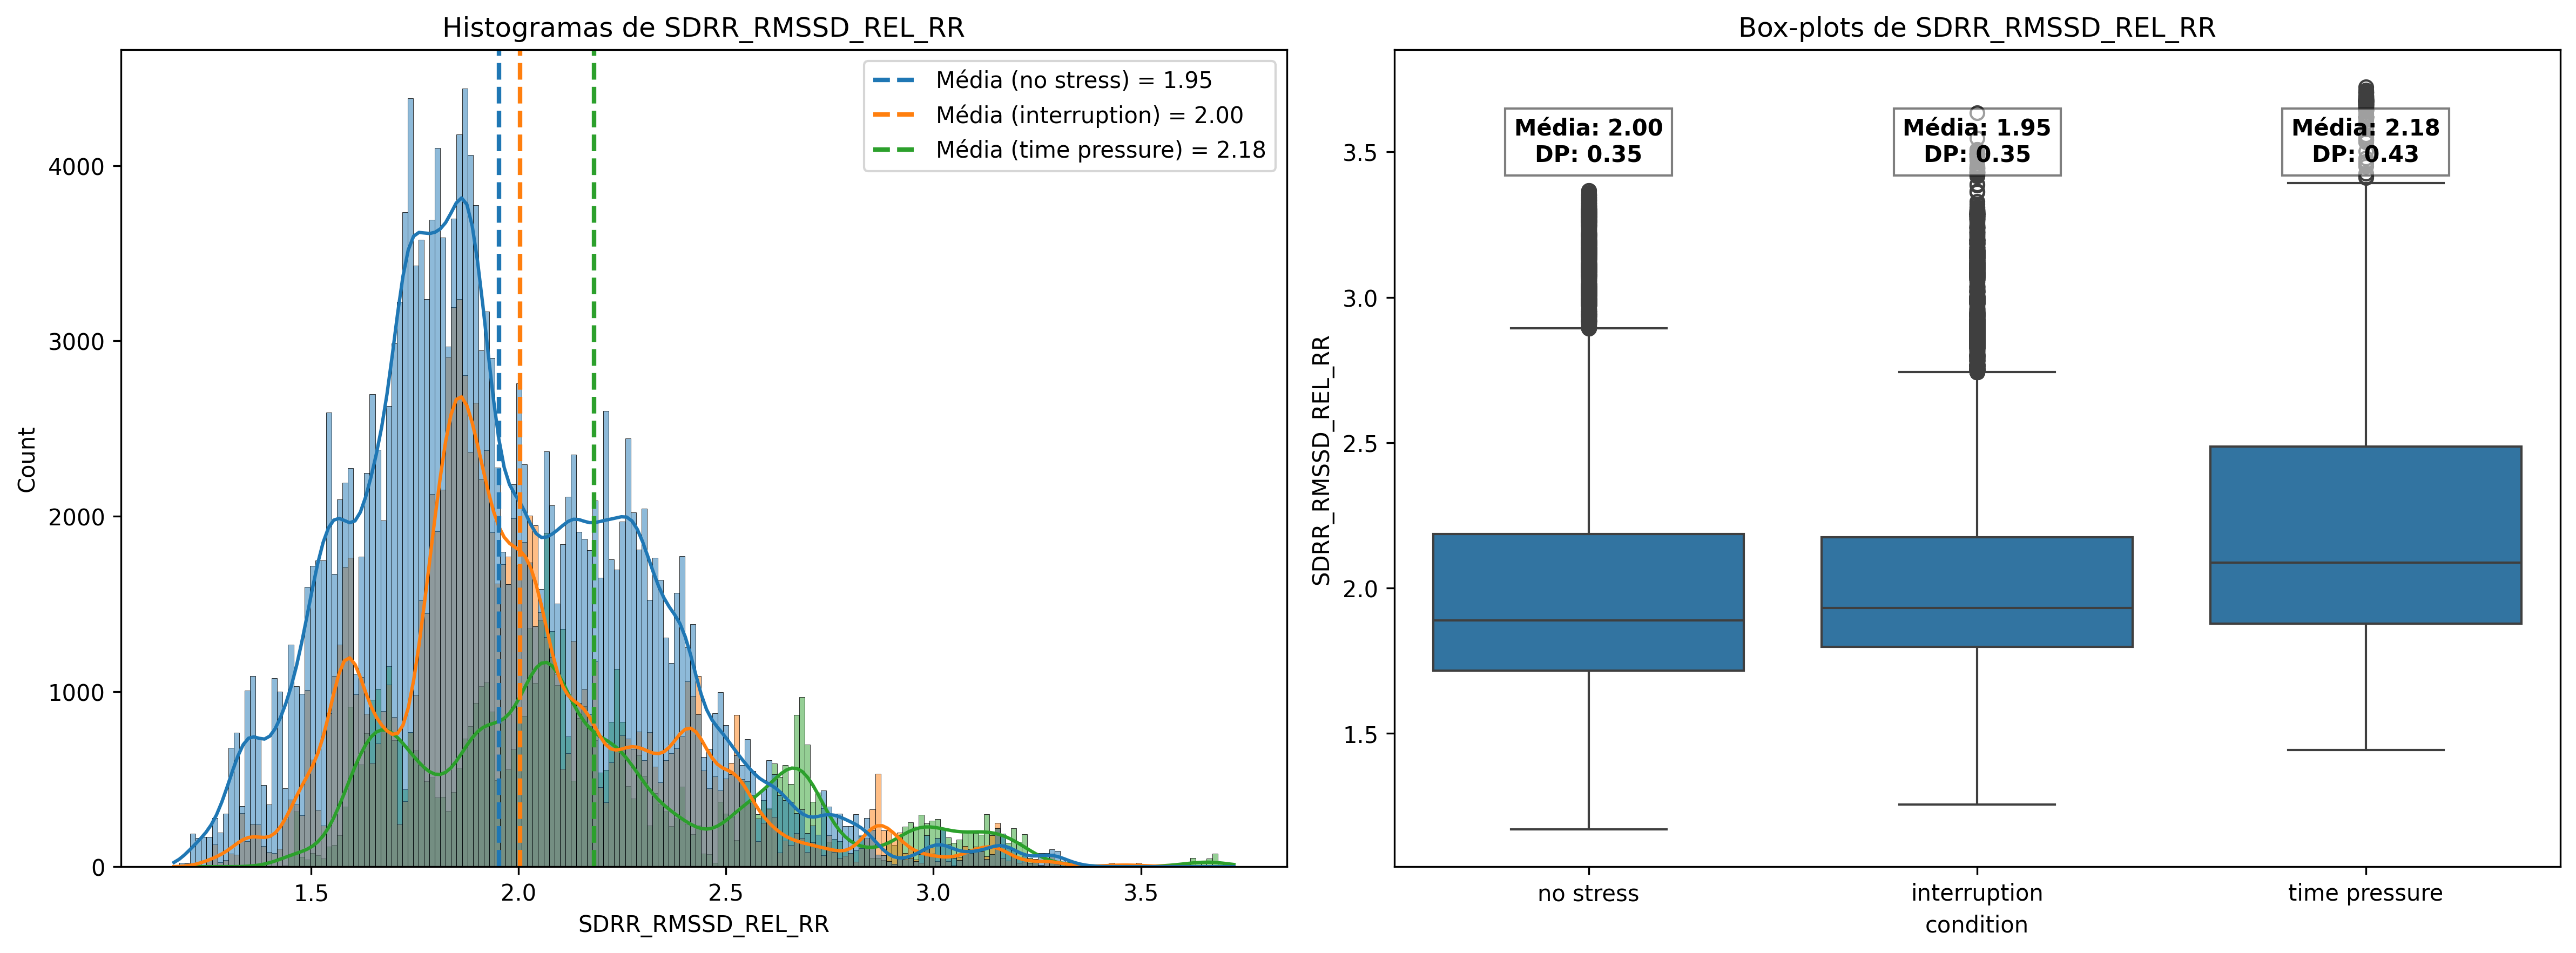 Histogramas de SDRR_RMSSD_REL_RR
Média (no stress) = 1.95
Média (interruption) = 2.00
Média (time pressure) = 2.18
Count
4000
3000
2000
1000
0
1.5
2.0
2.5
3.0
3.5
SDRR_RMSSD_REL_RR
Box-plots de SDRR_RMSSD_REL_RR
Média: 2.00
DP: 0.35
Média: 1.95
DP: 0.35
Média: 2.18
DP: 0.43
SDRR_RMSSD_REL_RR
3.5
3.0
2.5
2.0
1.5
no stress
interruption
time pressure
condition